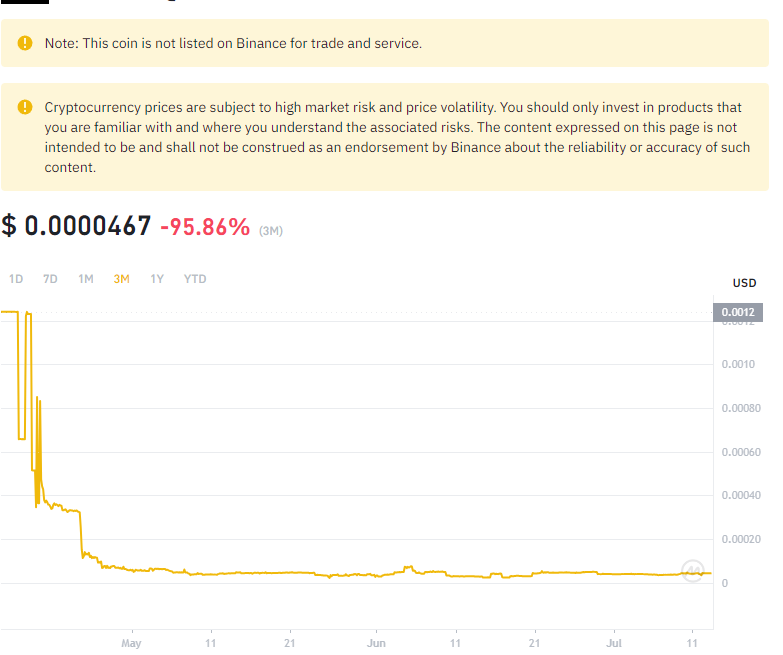 Note: This coin is not listed on Binance for trade and service.
Cryptocurrency prices are subject to high market risk and price volatility. You should only invest in products that
you are familiar with and where you understand the associated risks. The content expressed on this page is not
intended to be and shall not be construed as an endorsement by Binance about the reliability or accuracy of such
content.
$ 0.0000467 -95.86% (3M)
1D 7D 1M 3M 1Y YTD
USD
0.0012
0.0012
0.0010
0.00080
0.00060
0.00040
0.00020
0
May 11 21 Jun 11 21 Jul 11